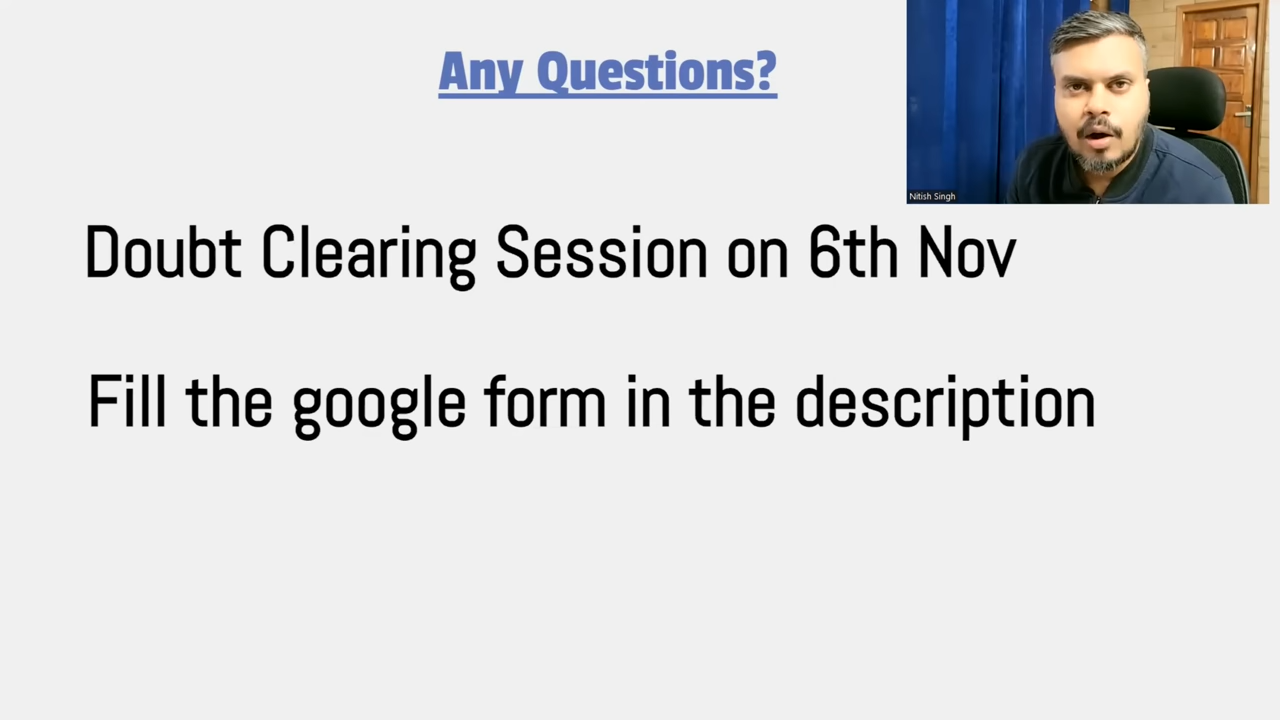 Any Questions?
Nitish Singh
Doubt Clearing Session on 6th Nov
Fill the google form in the description